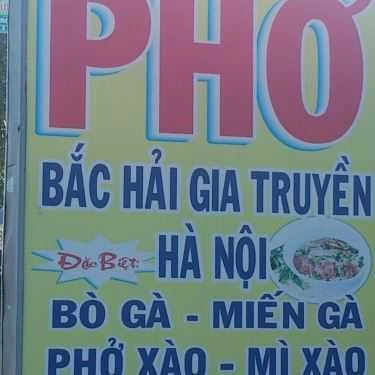 PHỞ
BẮC HẢI GIA TRUYỀN
Đặc Biệt:
HÀ NỘI
BÒ GÀ - MIẾN GÀ
PHỞ XÀO - MÌ XÀO